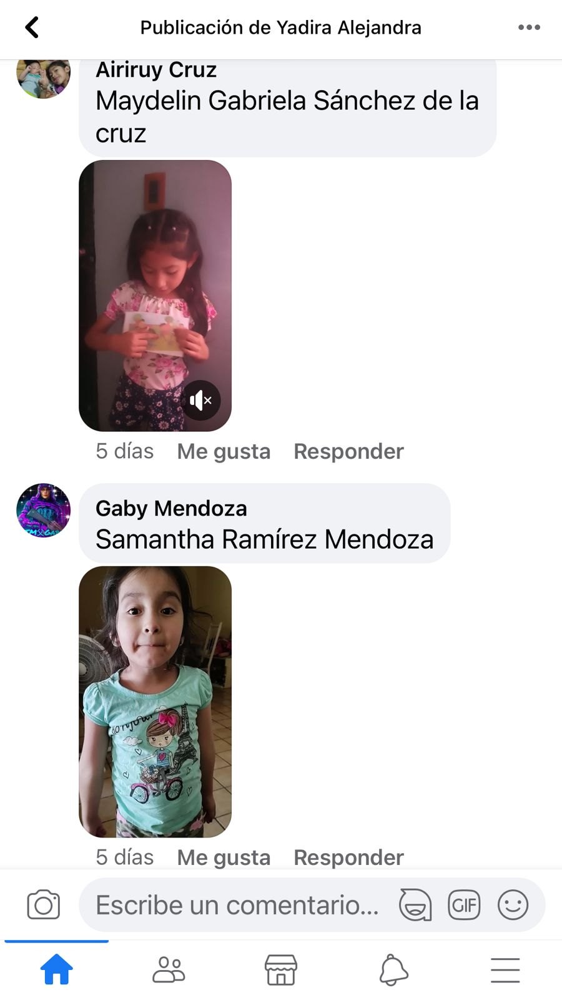 Publicación de Yadira Alejandra
Airiruy Cruz
Maydelin Gabriela Sánchez de la
cruz
5 días Me gusta Responder
Gaby Mendoza
Samantha Ramírez Mendoza
Bonjour
5 días Me gusta Responder
Escribe un comentario...
GIF